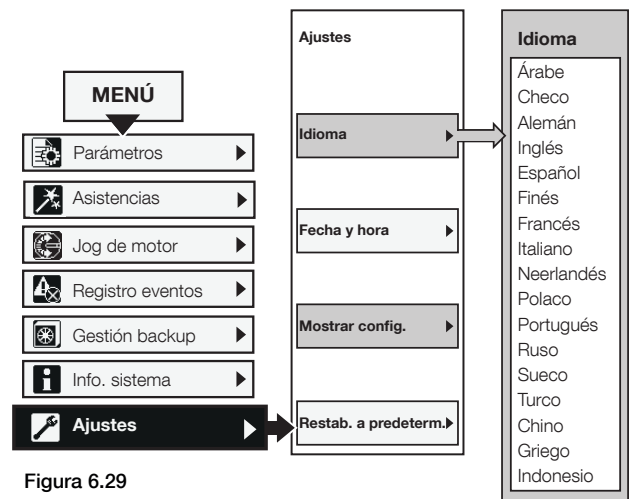 MENÚ
Parámetros
Asistencias
Jog de motor
Registro eventos
Gestión backup
Info. sistema
Ajustes
Ajustes
Idioma
Fecha y hora
Mostrar config.
Restab. a predeterm.
Idioma
Árabe
Checo
Alemán
Inglés
Español
Finés
Francés
Italiano
Neerlandés
Polaco
Portugués
Ruso
Sueco
Turco
Chino
Griego
Indonesio
Figura 6.29